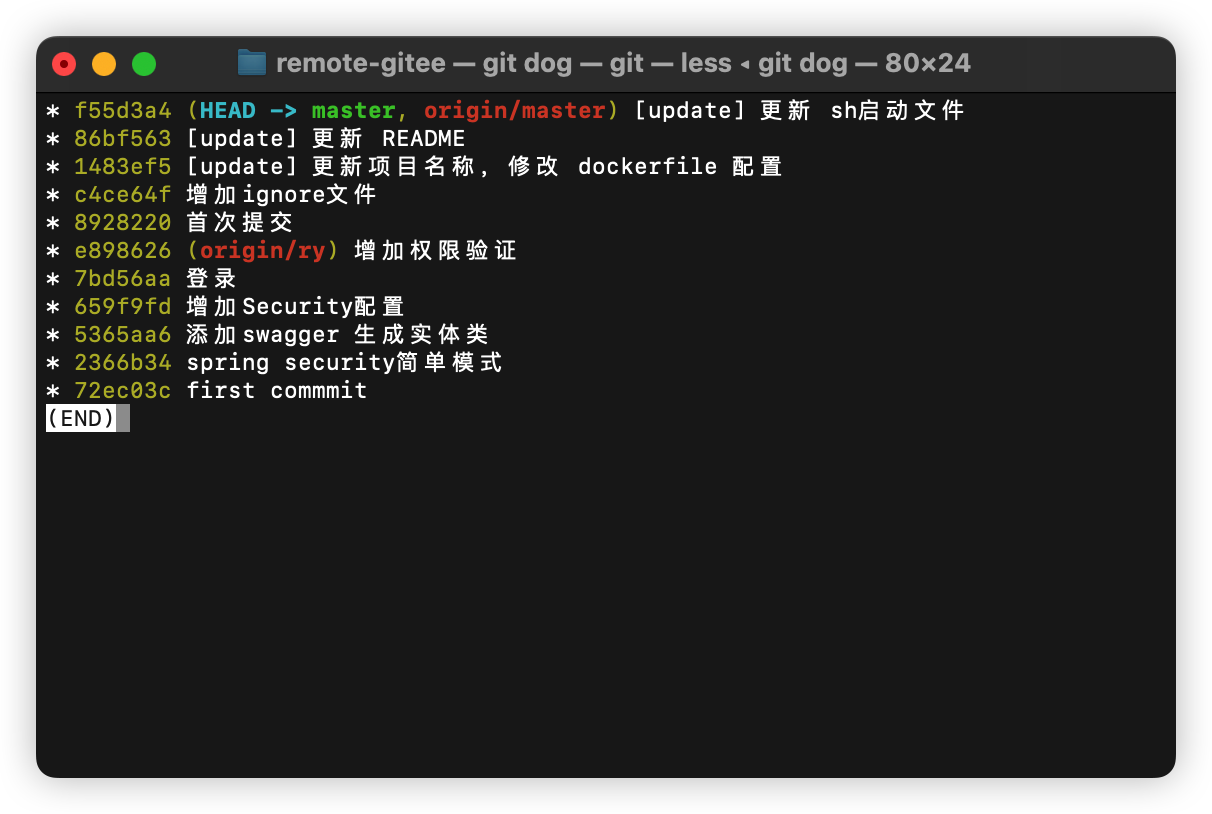 remote-gitee — git dog — git — less ◂ git dog — 80×24
* f55d3a4 (HEAD -> master, origin/master) [update] 更新 sh启动文件
* 86bf563 [update] 更新 README
* 1483ef5 [update] 更新项目名称, 修改 dockerfile 配置
* c4ce64f 增加ignore文件
* 8928220 首次提交
* e898626 (origin/ry) 增加权限验证
* 7bd56aa 登录
* 659f9fd 增加Security配置
* 5365aa6 添加swagger 生成实体类
* 2366b34 spring security简单模式
* 72ec03c first commmit
(END)